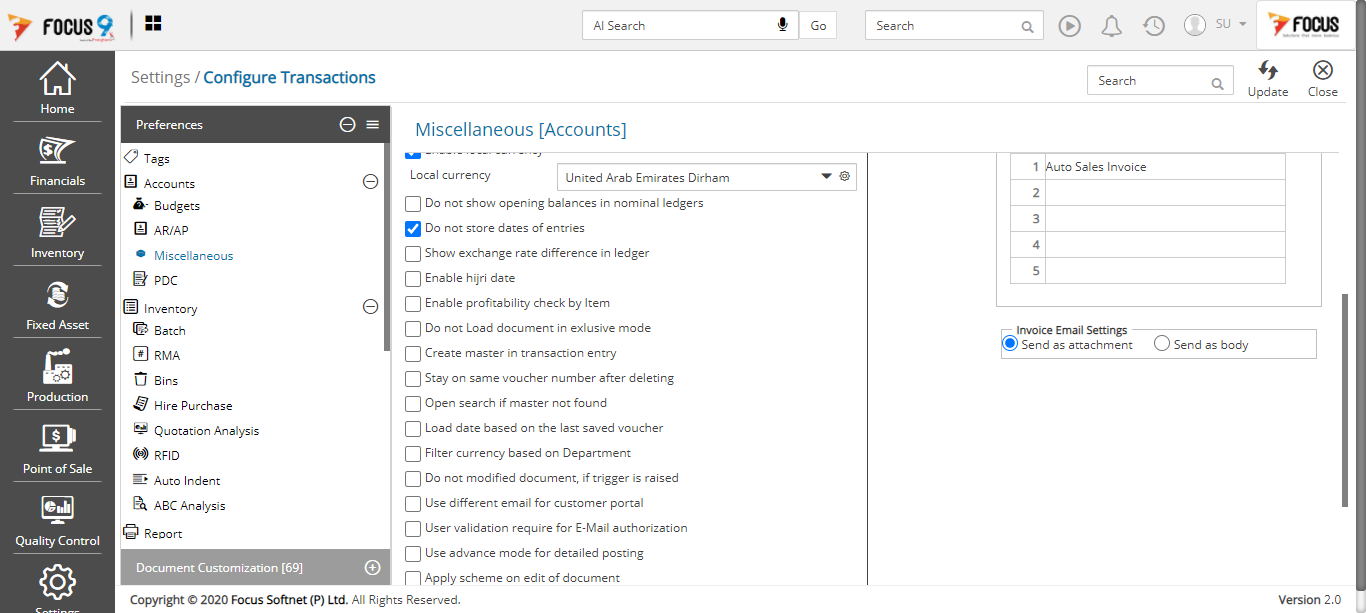 FOCUS 9
AI Search
Go
Search
SU
FOCUS
Settings / Configure Transactions
Search
Update
Close
Home
Financials
Inventory
Fixed Asset
Production
Point of Sale
Quality Control
Settings
Preferences
Tags
Accounts
Budgets
AR/AP
Miscellaneous
PDC
Inventory
Batch
RMA
Bins
Hire Purchase
Quotation Analysis
RFID
Auto Indent
ABC Analysis
Report
Document Customization [69]
Miscellaneous [Accounts]
Enable local currency
Local currency
United Arab Emirates Dirham
Do not show opening balances in nominal ledgers
Do not store dates of entries
Show exchange rate difference in ledger
Enable hijri date
Enable profitability check by Item
Do not Load document in exlusive mode
Create master in transaction entry
Stay on same voucher number after deleting
Open search if master not found
Load date based on the last saved voucher
Filter currency based on Department
Do not modified document, if trigger is raised
Use different email for customer portal
User validation require for E-Mail authorization
Use advance mode for detailed posting
Apply scheme on edit of document
1 Auto Sales Invoice
2
3
4
5
Invoice Email Settings
Send as attachment
Send as body
Copyright © 2020 Focus Softnet (P) Ltd. All Rights Reserved.
Version 2.0